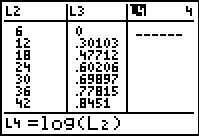 L2 L3 L4 4
6 0 ------
12 .30103
18 .47712
24 .60206
30 .69897
36 .77815
42 .8451
L4 =log(L2)